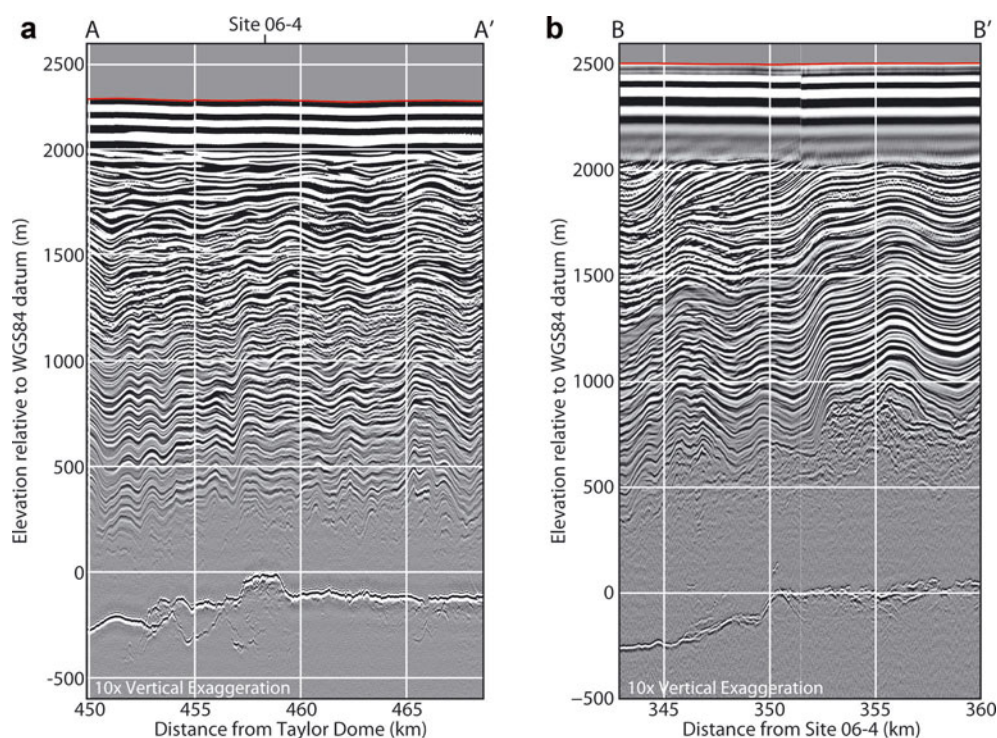 a
A
Site 06-4
A′
Elevation relative to WGS84 datum (m)
2500
2000
1500
1000
500
0
-500
10x Vertical Exaggeration
450
455
460
465
Distance from Taylor Dome (km)
b
B
B′
Elevation relative to WGS84 datum (m)
2500
2000
1500
1000
500
0
−500
10x Vertical Exaggeration
345
350
355
360
Distance from Site 06-4 (km)